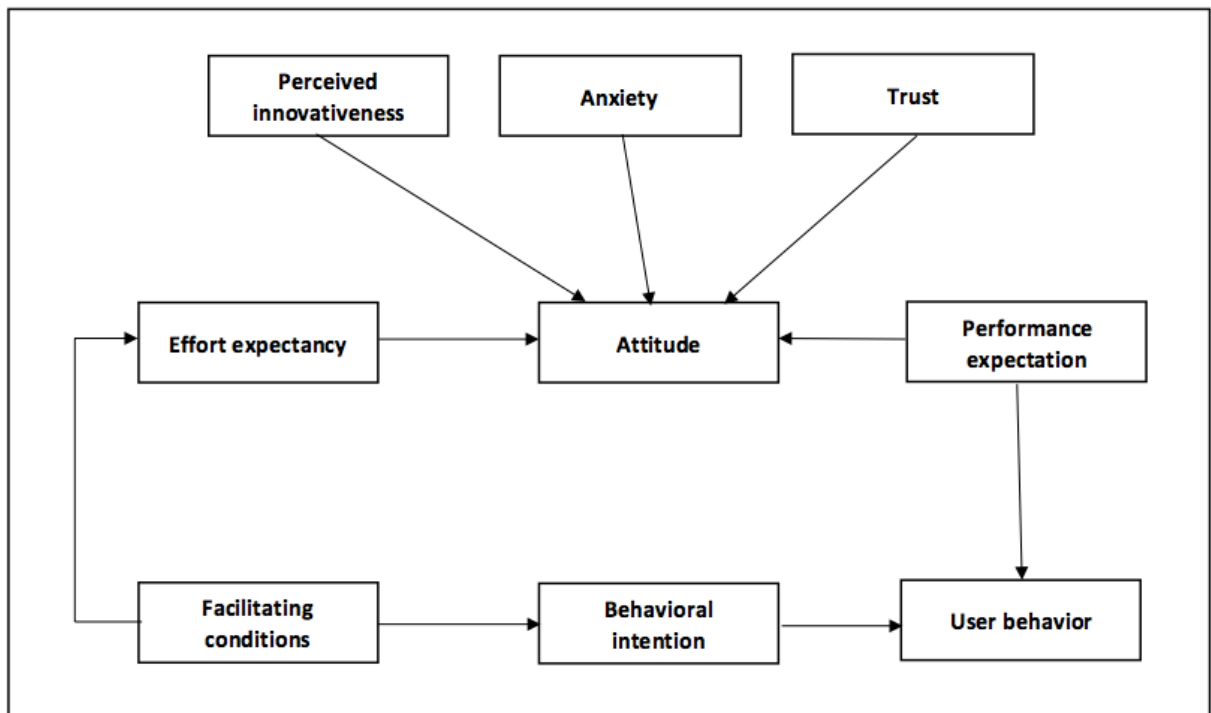 Perceived
innovativeness
Anxiety
Trust
Effort expectancy
Attitude
Performance
expectation
Facilitating
conditions
Behavioral
intention
User behavior